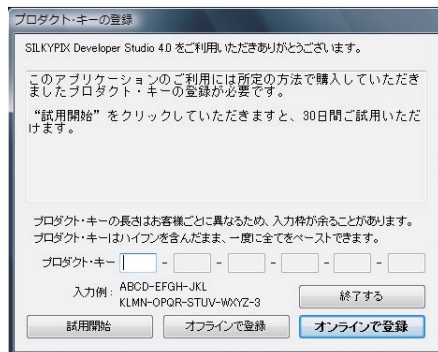 プロダクト・キーの登録
SILKYPIX Developer Studio 4.0 をご利用いただきありがとうございます。
このアプリケーションのご利用には所定の方法で購入していただき
ましたプロダクト・キーの登録が必要です。
“試用開始”をクリックしていただきますと、30日間ご試用いただ
けます。
プロダクト・キーの長さはお客様ごとに異なるため、入力枠が余ることがあります。
プロダクト・キーはハイフンを含んだまま、一度に全てをペーストできます。
プロダクト・キー - - - - -
入力例 : ABCD-EFGH-JKL
KLMN-OPQR-STUV-WXYZ-3
終了する
試用開始 オフラインで登録 オンラインで登録